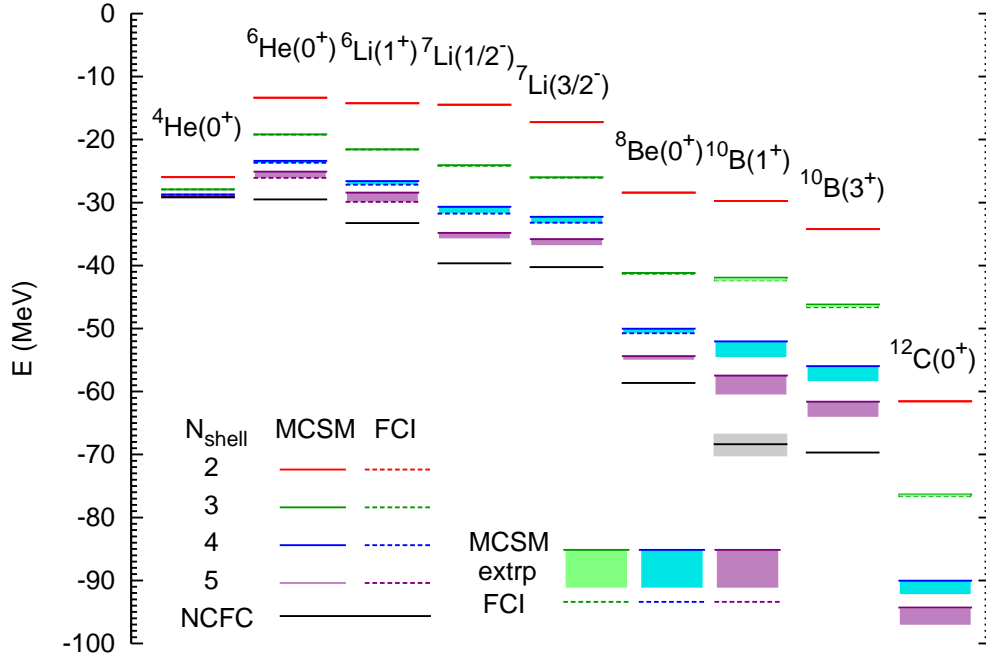 0
-10
-20
-30
-40
-50
-60
-70
-80
-90
-100
E (MeV)
⁴He(0⁺)
⁶He(0⁺)
⁶Li(1⁺)
⁷Li(1/2⁻)
⁷Li(3/2⁻)
⁸Be(0⁺)
¹⁰B(1⁺)
¹⁰B(3⁺)
¹²C(0⁺)
N_shell MCSM FCI
2
3
4
5
NCFC
MCSM
extrp
FCI